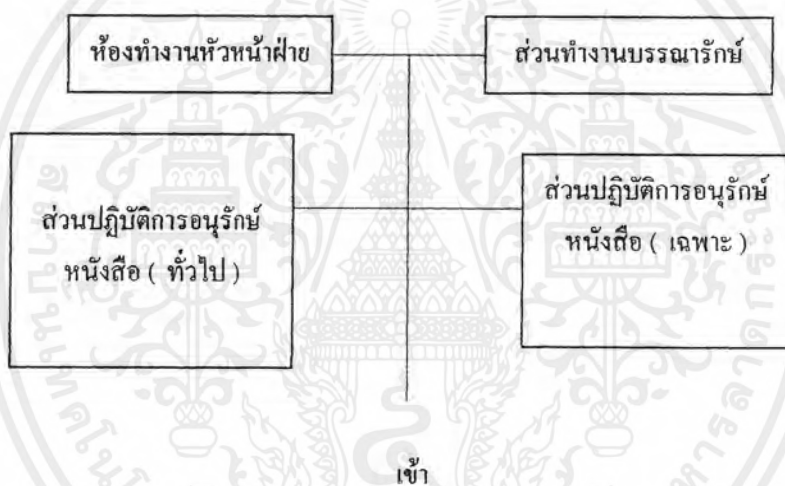 ห้องทำงานหัวหน้าฝ่าย
ส่วนทำงานบรรณารักษ์
ส่วนปฏิบัติการอนุรักษ์
หนังสือ ( ทั่วไป )
ส่วนปฏิบัติการอนุรักษ์
หนังสือ ( เฉพาะ )
เข้า